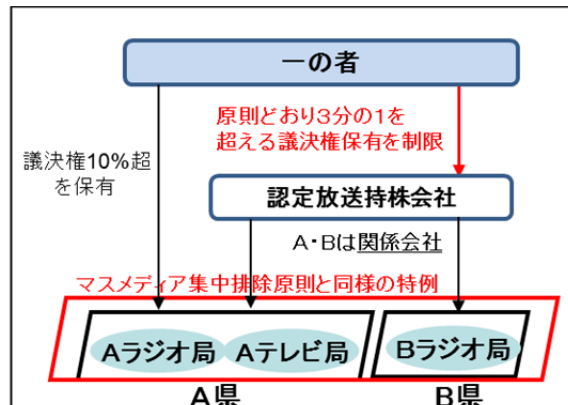 一の者
原則どおり3分の1を
超える議決権保有を制限
議決権10%超
を保有
認定放送持株会社
A・Bは関係会社
マスメディア集中排除原則と同様の特例
Aラジオ局
Aテレビ局
Bラジオ局
A県
B県